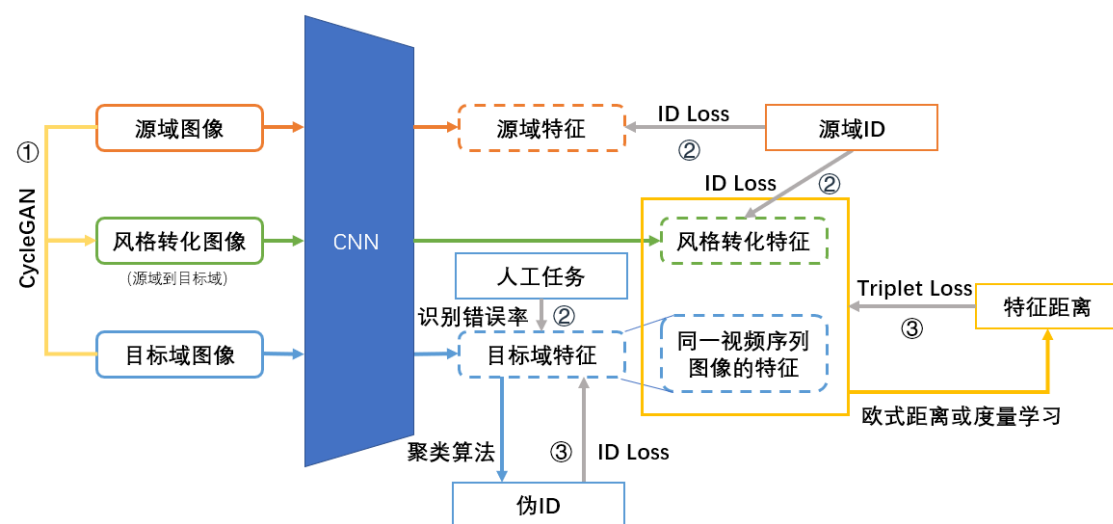 源域图像
源域特征
ID Loss
②
源域ID
①
CycleGAN
ID Loss
②
风格转化图像
(源域到目标域)
CNN
风格转化特征
人工任务
识别错误率
②
Triplet Loss
③
特征距离
目标域图像
目标域特征
同一视频序列
图像的特征
欧式距离或度量学习
聚类算法
③
ID Loss
伪ID